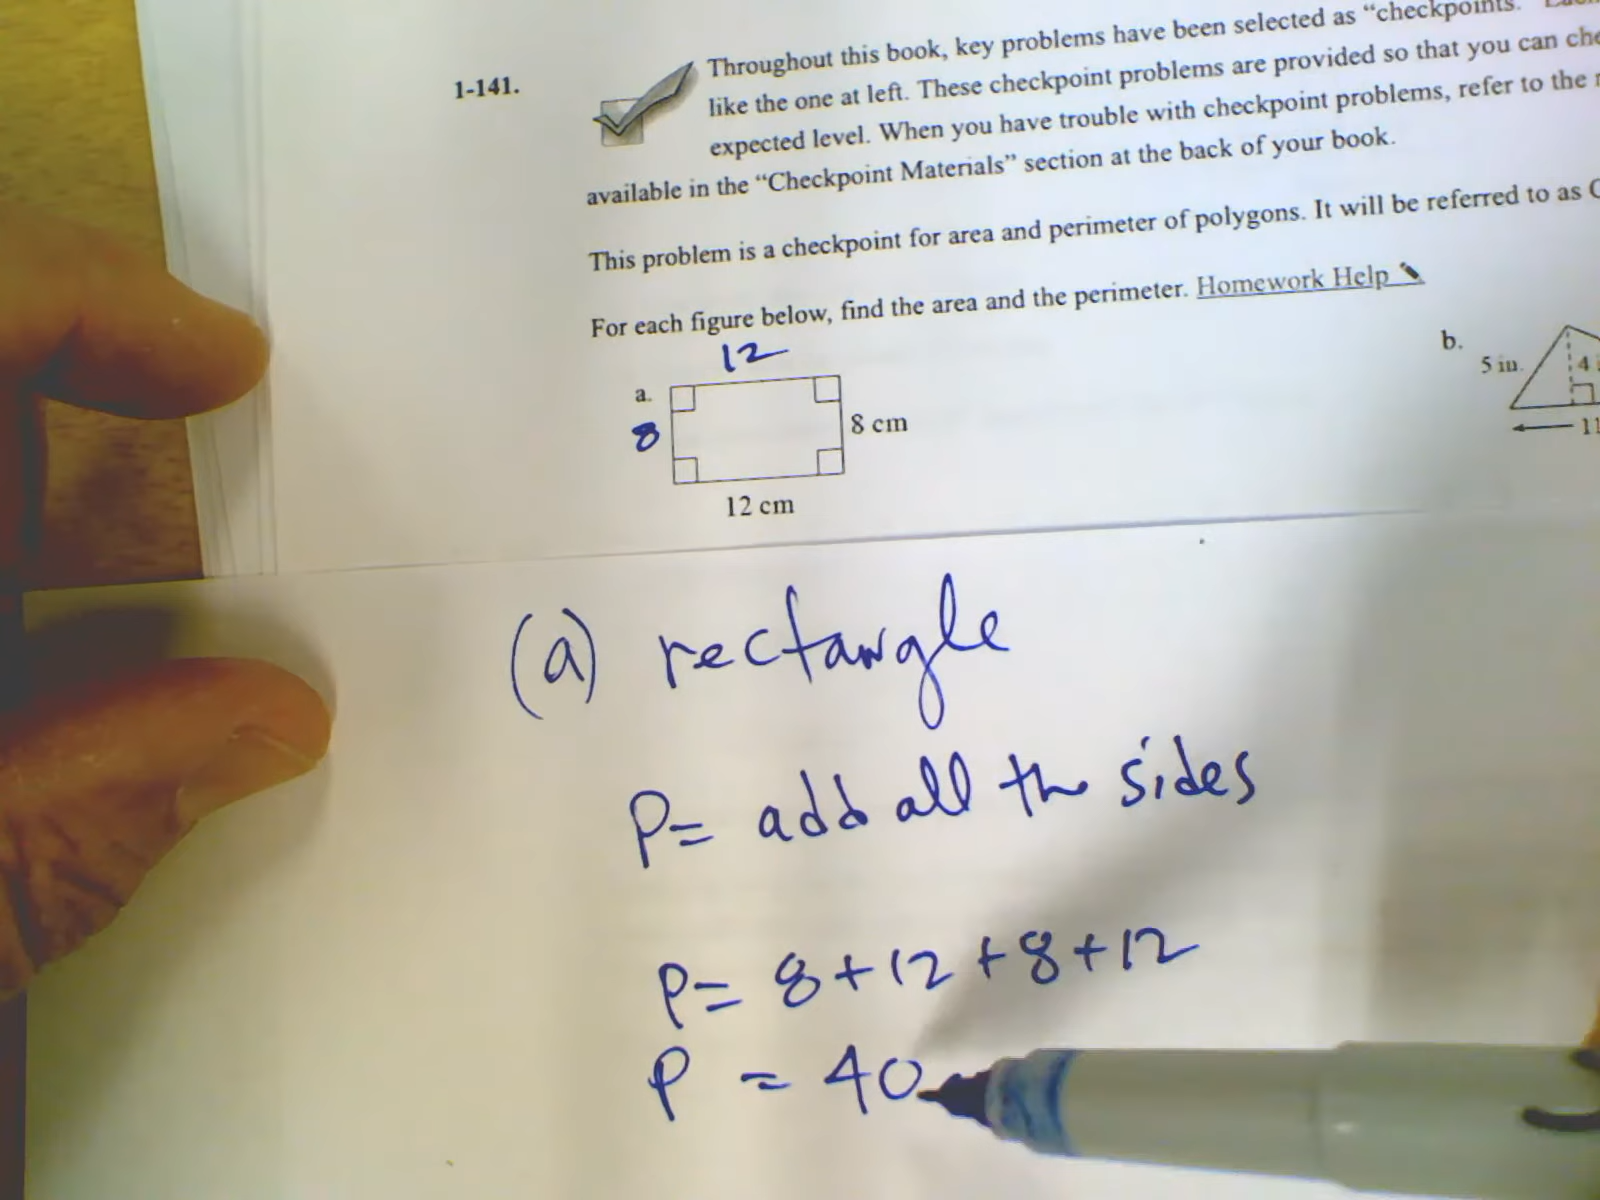 1-141.
Throughout this book, key problems have been selected as “checkpoints.”
like the one at left. These checkpoint problems are provided so that you can
expected level. When you have trouble with checkpoint problems, refer to the
available in the “Checkpoint Materials” section at the back of your book.
This problem is a checkpoint for area and perimeter of polygons. It will be referred to as
For each figure below, find the area and the perimeter. Homework Help
12
a.
8
8 cm
12 cm
b.
5 in.
4
11
(a) rectangle
P= add all the sides
P= 8+12+8+12
P = 40